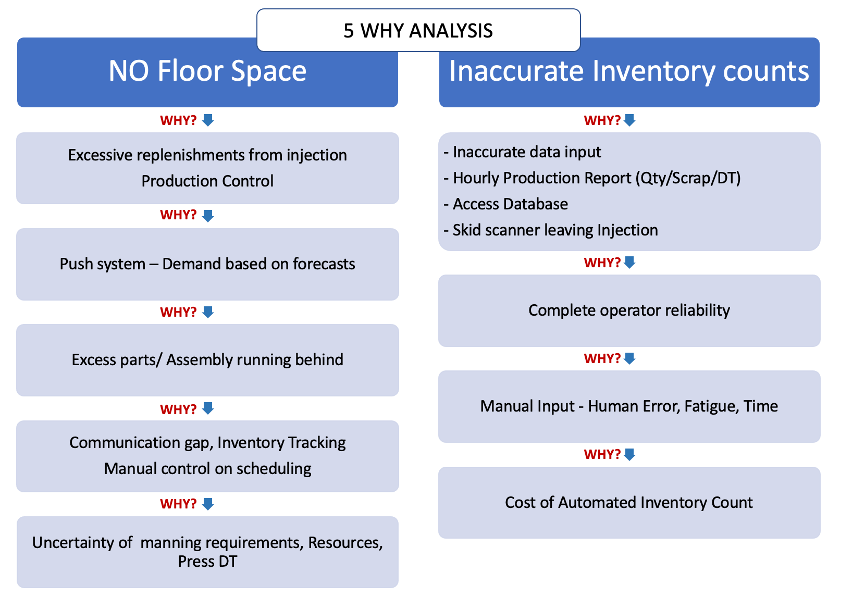 5 WHY ANALYSIS
NO Floor Space
WHY?
Excessive replenishments from injection
Production Control
WHY?
Push system – Demand based on forecasts
WHY?
Excess parts/ Assembly running behind
WHY?
Communication gap, Inventory Tracking
Manual control on scheduling
WHY?
Uncertainty of manning requirements, Resources,
Press DT
Inaccurate Inventory counts
WHY?
- Inaccurate data input
- Hourly Production Report (Qty/Scrap/DT)
- Access Database
- Skid scanner leaving Injection
WHY?
Complete operator reliability
WHY?
Manual Input - Human Error, Fatigue, Time
WHY?
Cost of Automated Inventory Count